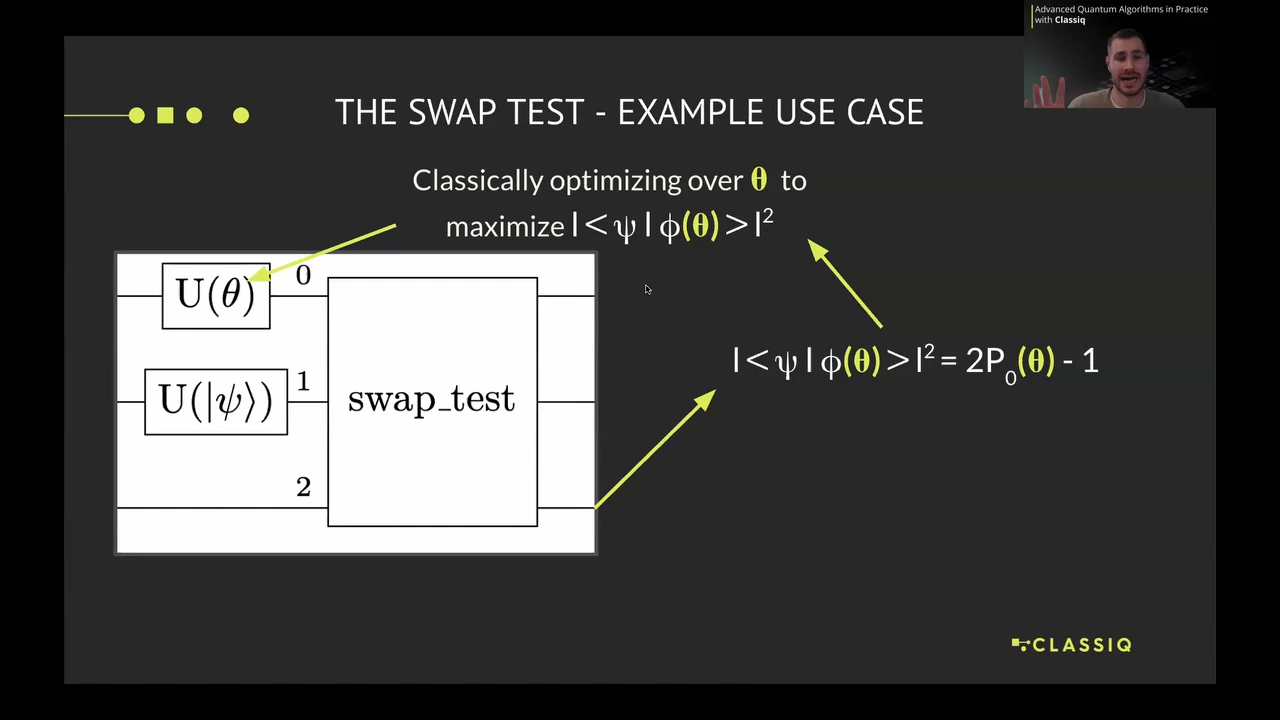 Advanced Quantum Algorithms in Practice
with Classiq
THE SWAP TEST - EXAMPLE USE CASE
Classically optimizing over θ to
maximize |<ψ|ϕ(θ)>|²
U(θ)
0
U(|ψ⟩)
1
swap_test
2
|<ψ|ϕ(θ)>|² = 2P₀(θ) - 1
CLASSIQ